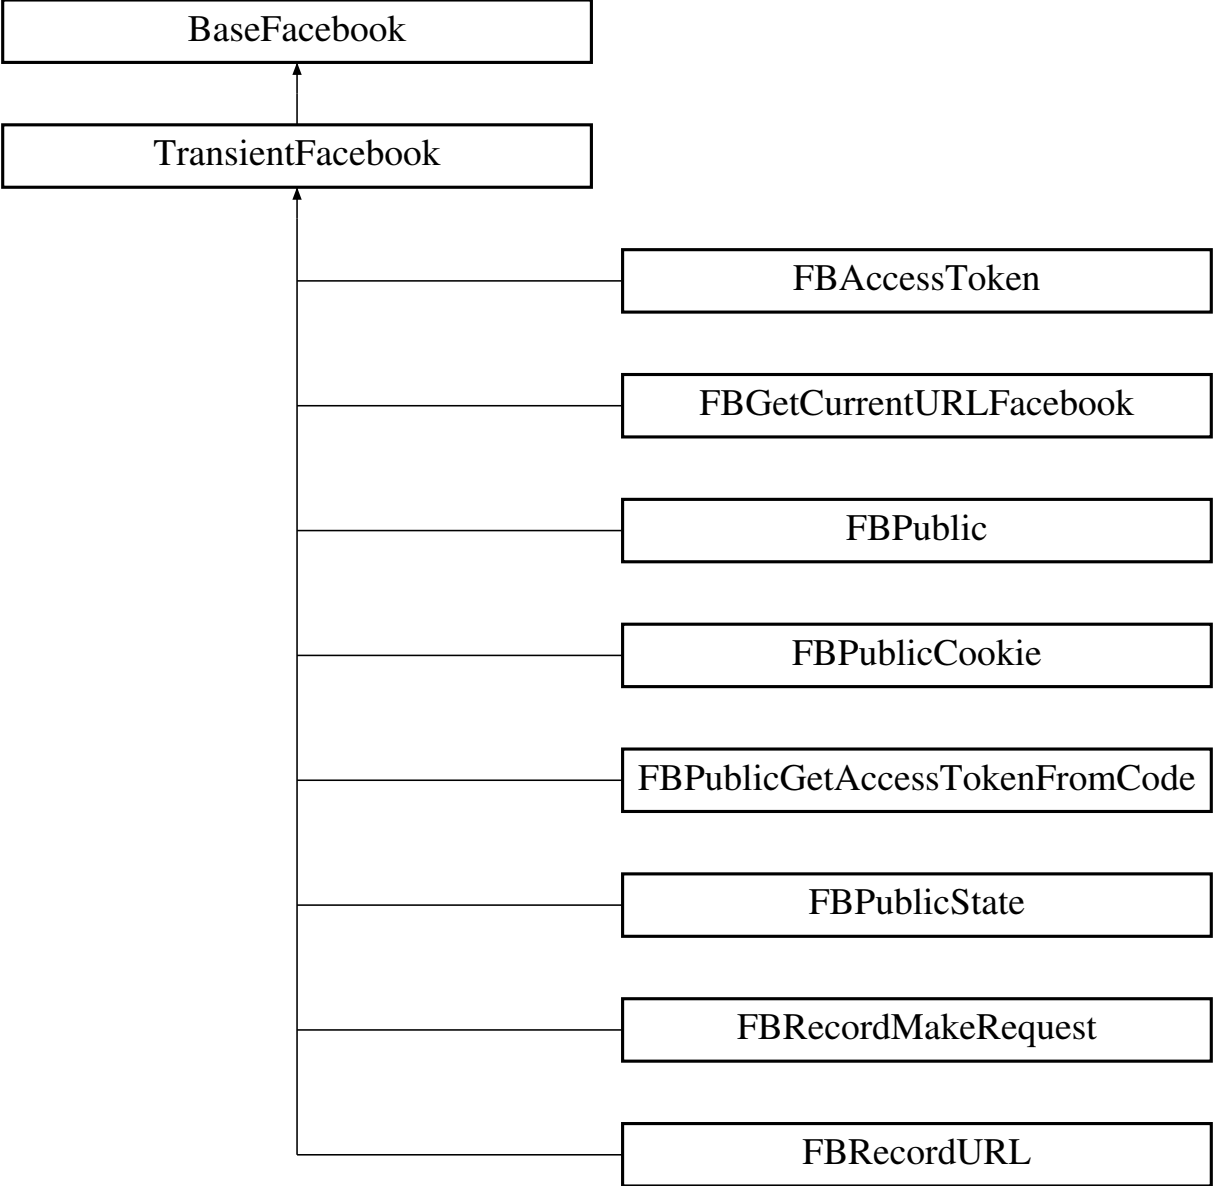 BaseFacebook
TransientFacebook
FBAccessToken
FBGetCurrentURLFacebook
FBPublic
FBPublicCookie
FBPublicGetAccessTokenFromCode
FBPublicState
FBRecordMakeRequest
FBRecordURL